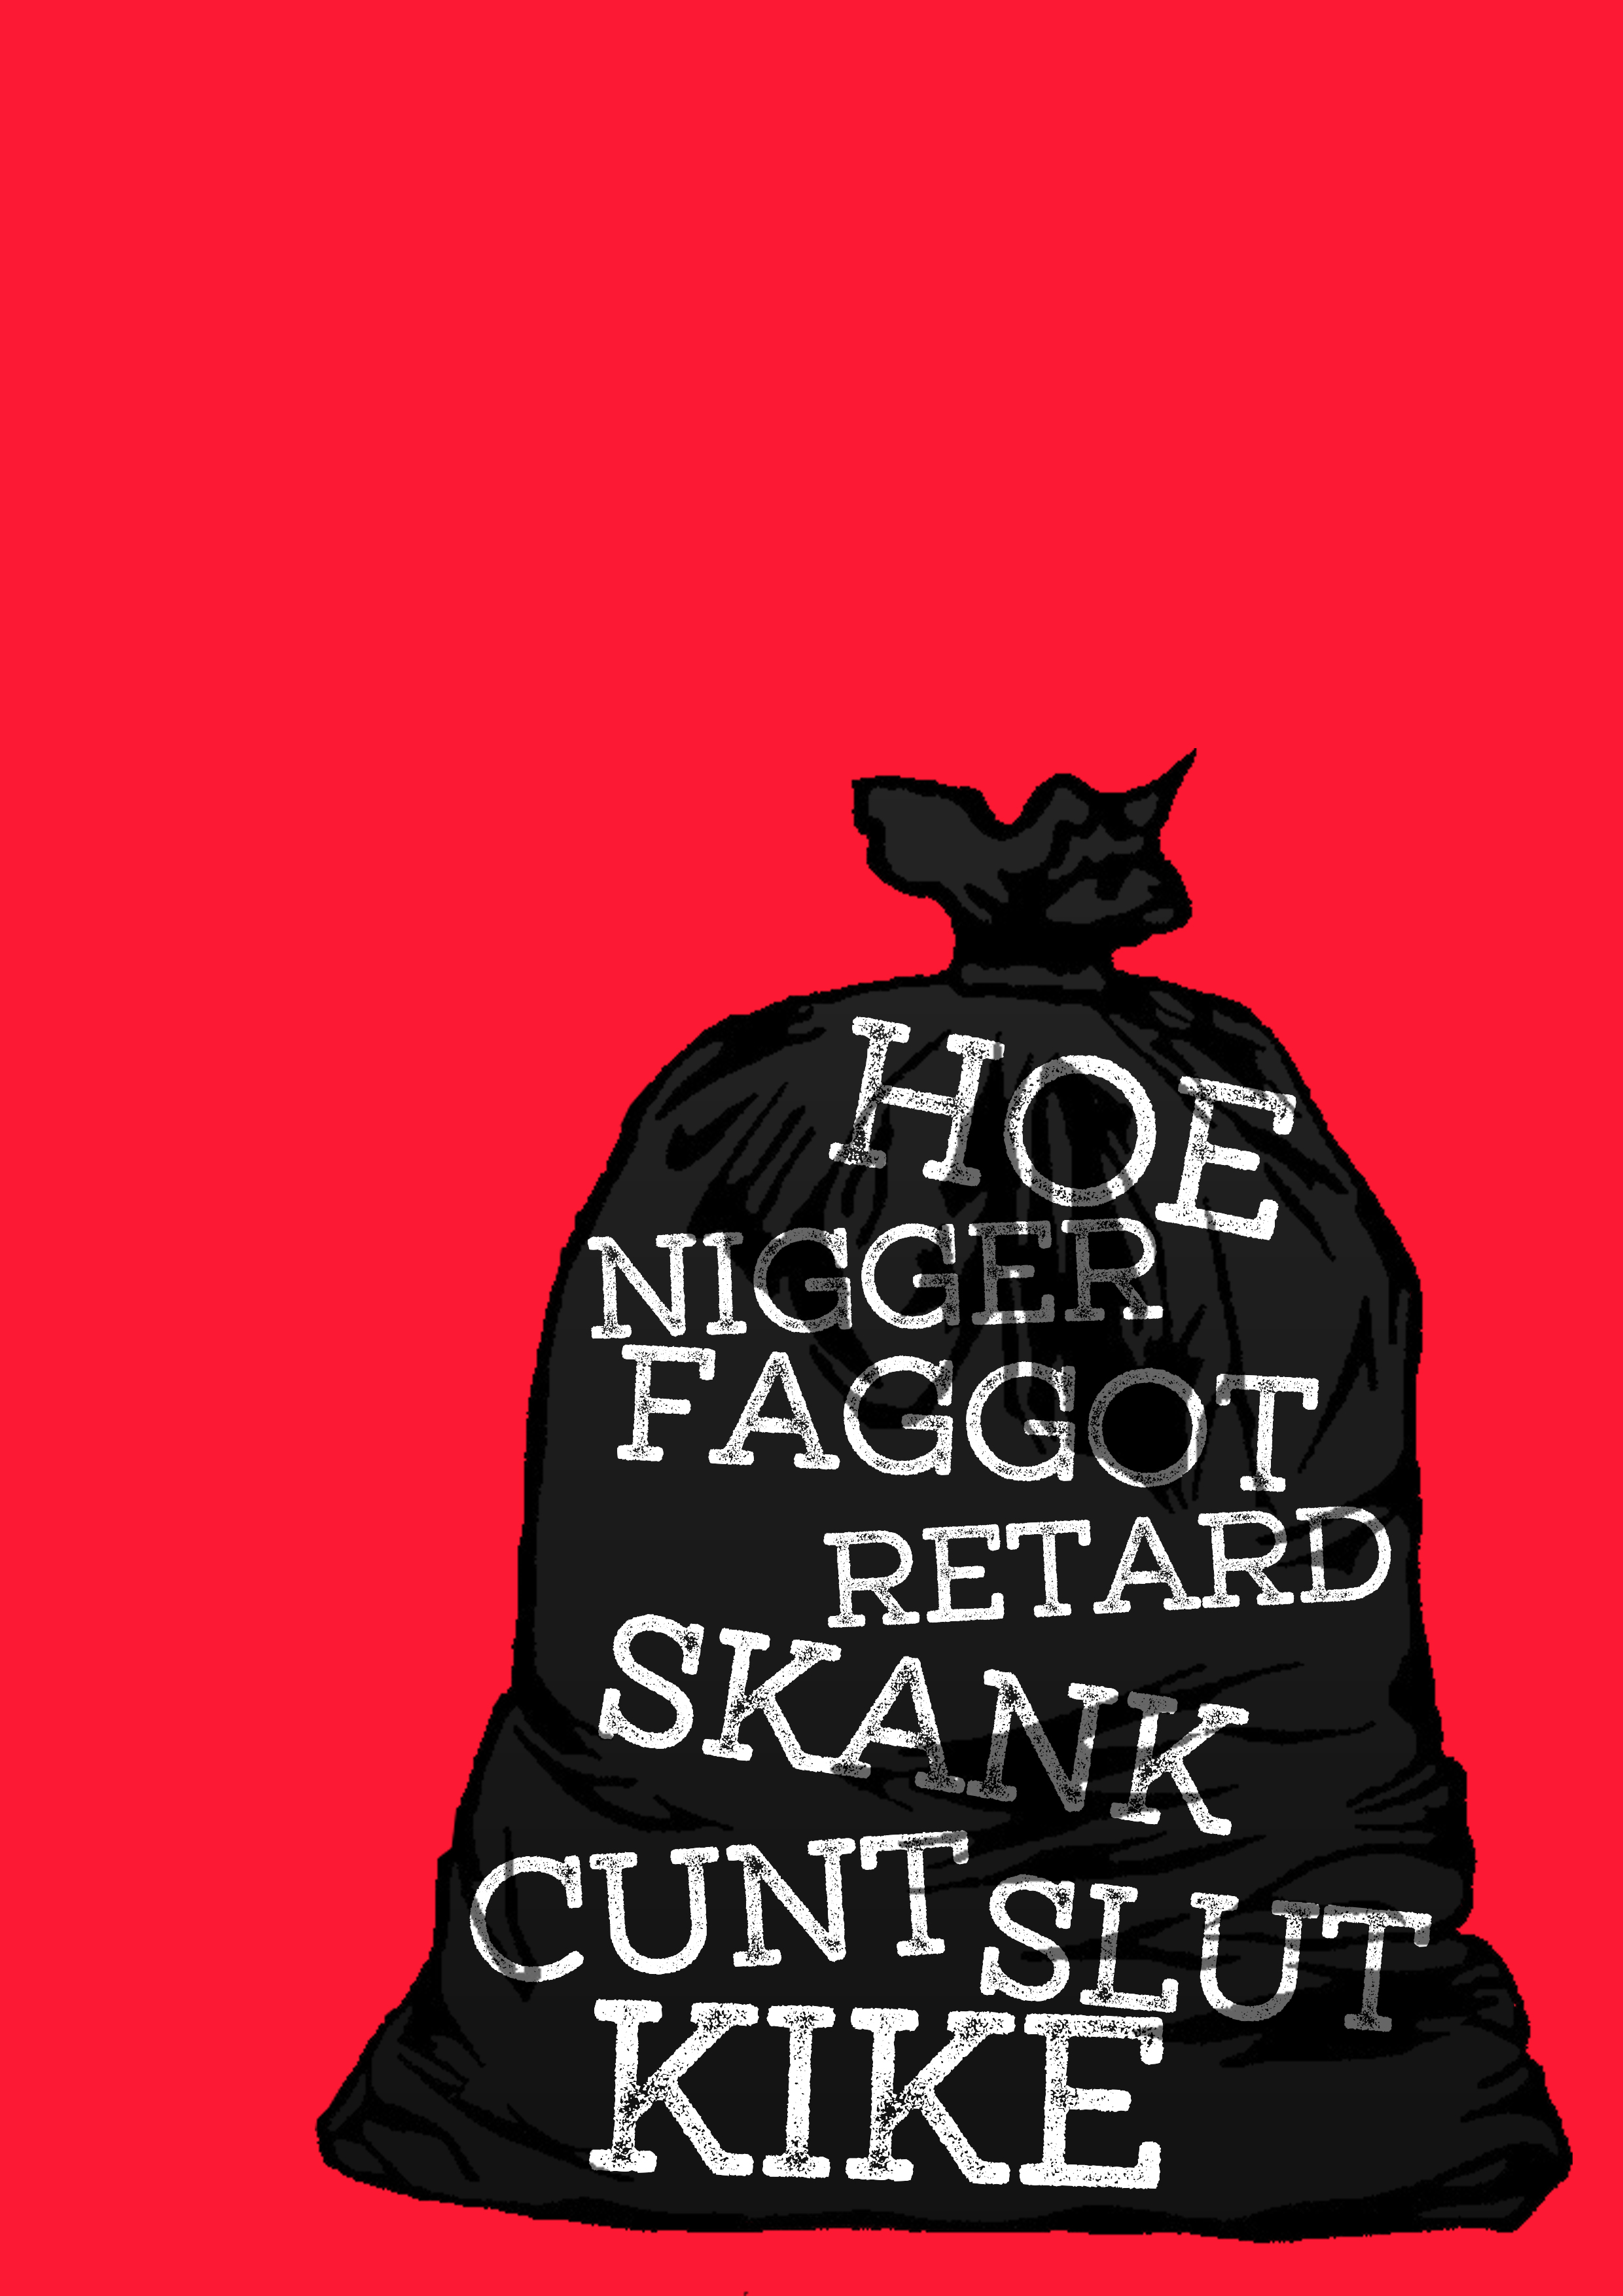 HOE
NIGGER
FAGGOT
RETARD
SKANK
CUNT SLUT
KIKE